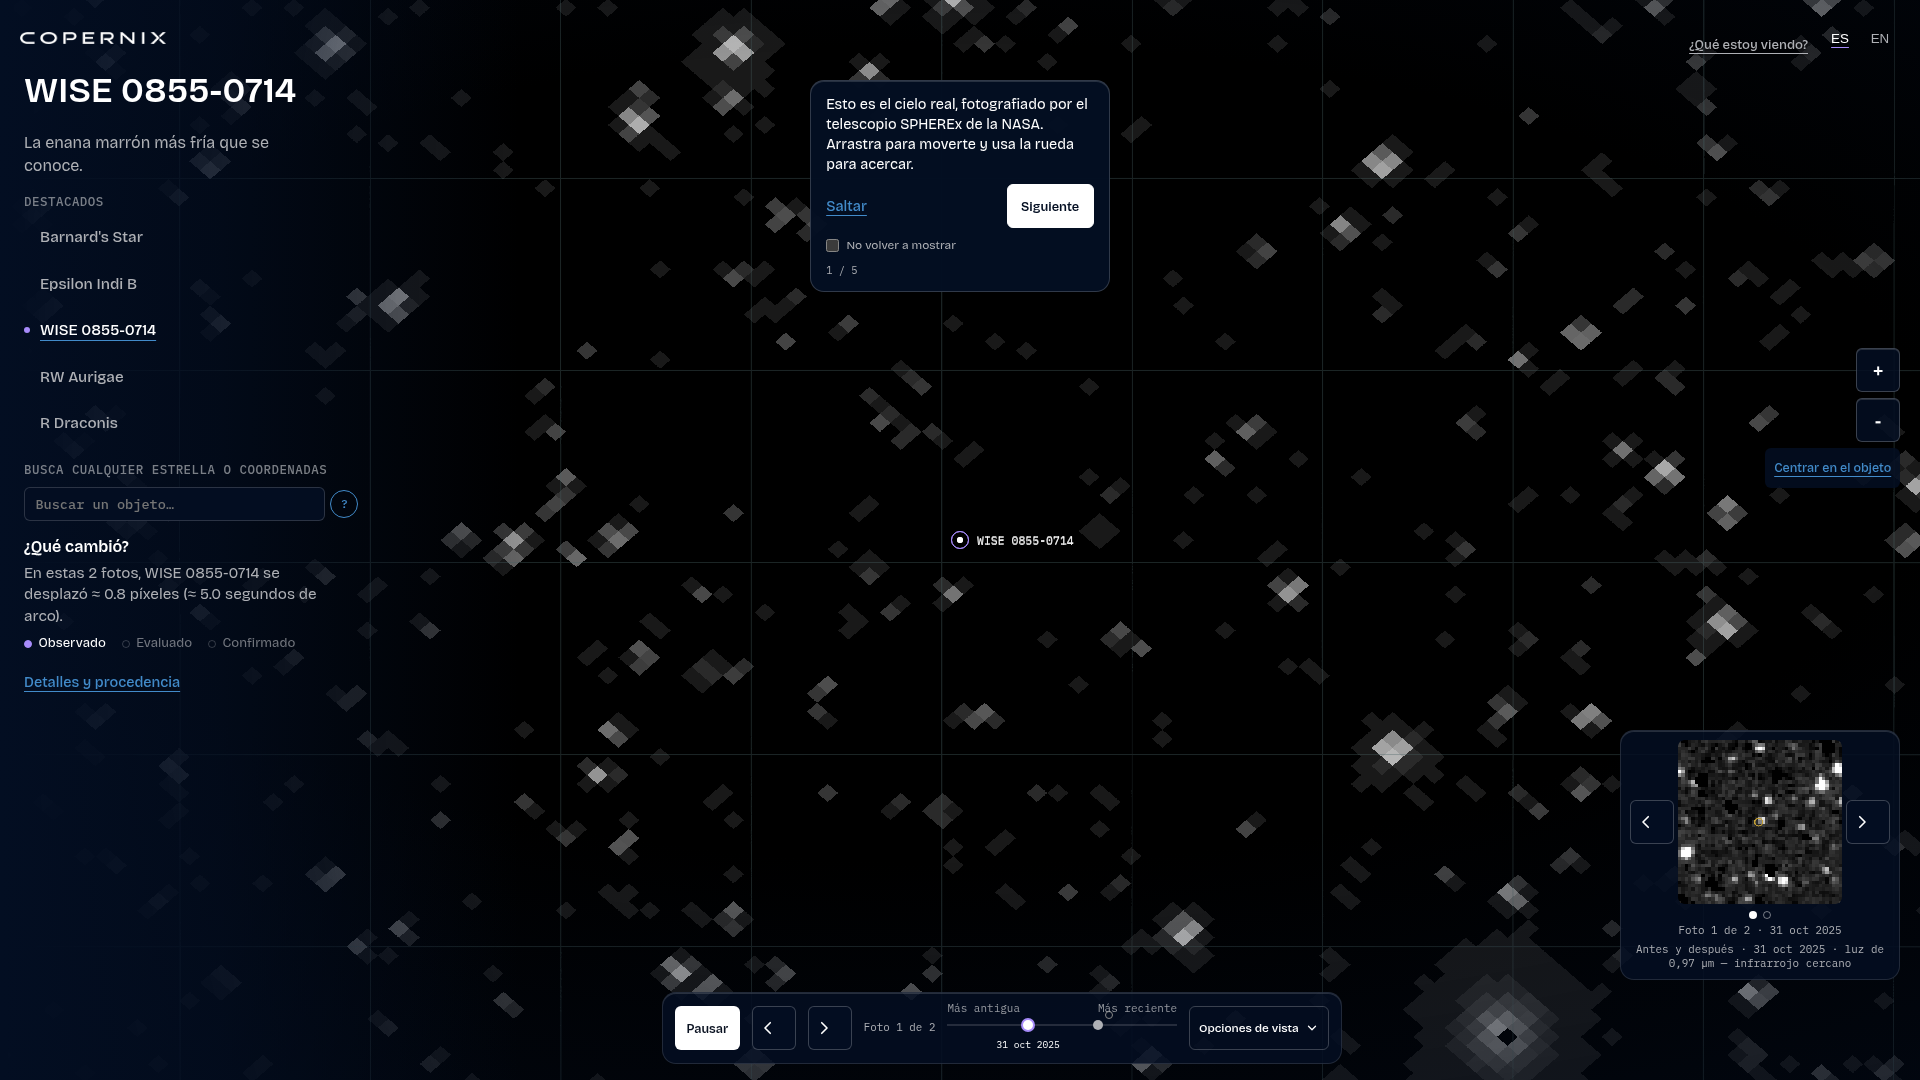 COPERNIX
¿Qué estoy viendo?
ES
EN
WISE 0855-0714
La enana marrón más fría que se
conoce.
DESTACADOS
Barnard's Star
Epsilon Indi B
WISE 0855-0714
RW Aurigae
R Draconis
BUSCA CUALQUIER ESTRELLA O COORDENADAS
Buscar un objeto…
?
¿Qué cambió?
En estas 2 fotos, WISE 0855-0714 se
desplazó ≈ 0.8 píxeles (≈ 5.0 segundos de
arco).
Observado
Evaluado
Confirmado
Detalles y procedencia
Esto es el cielo real, fotografiado por el
telescopio SPHEREx de la NASA.
Arrastra para moverte y usa la rueda
para acercar.
Saltar
Siguiente
No volver a mostrar
1 / 5
WISE 0855-0714
+
-
Centrar en el objeto
Foto 1 de 2 · 31 oct 2025
Antes y después · 31 oct 2025 · luz de
0,97 µm — infrarrojo cercano
Pausar
Foto 1 de 2
Más antigua
Más reciente
31 oct 2025
Opciones de vista